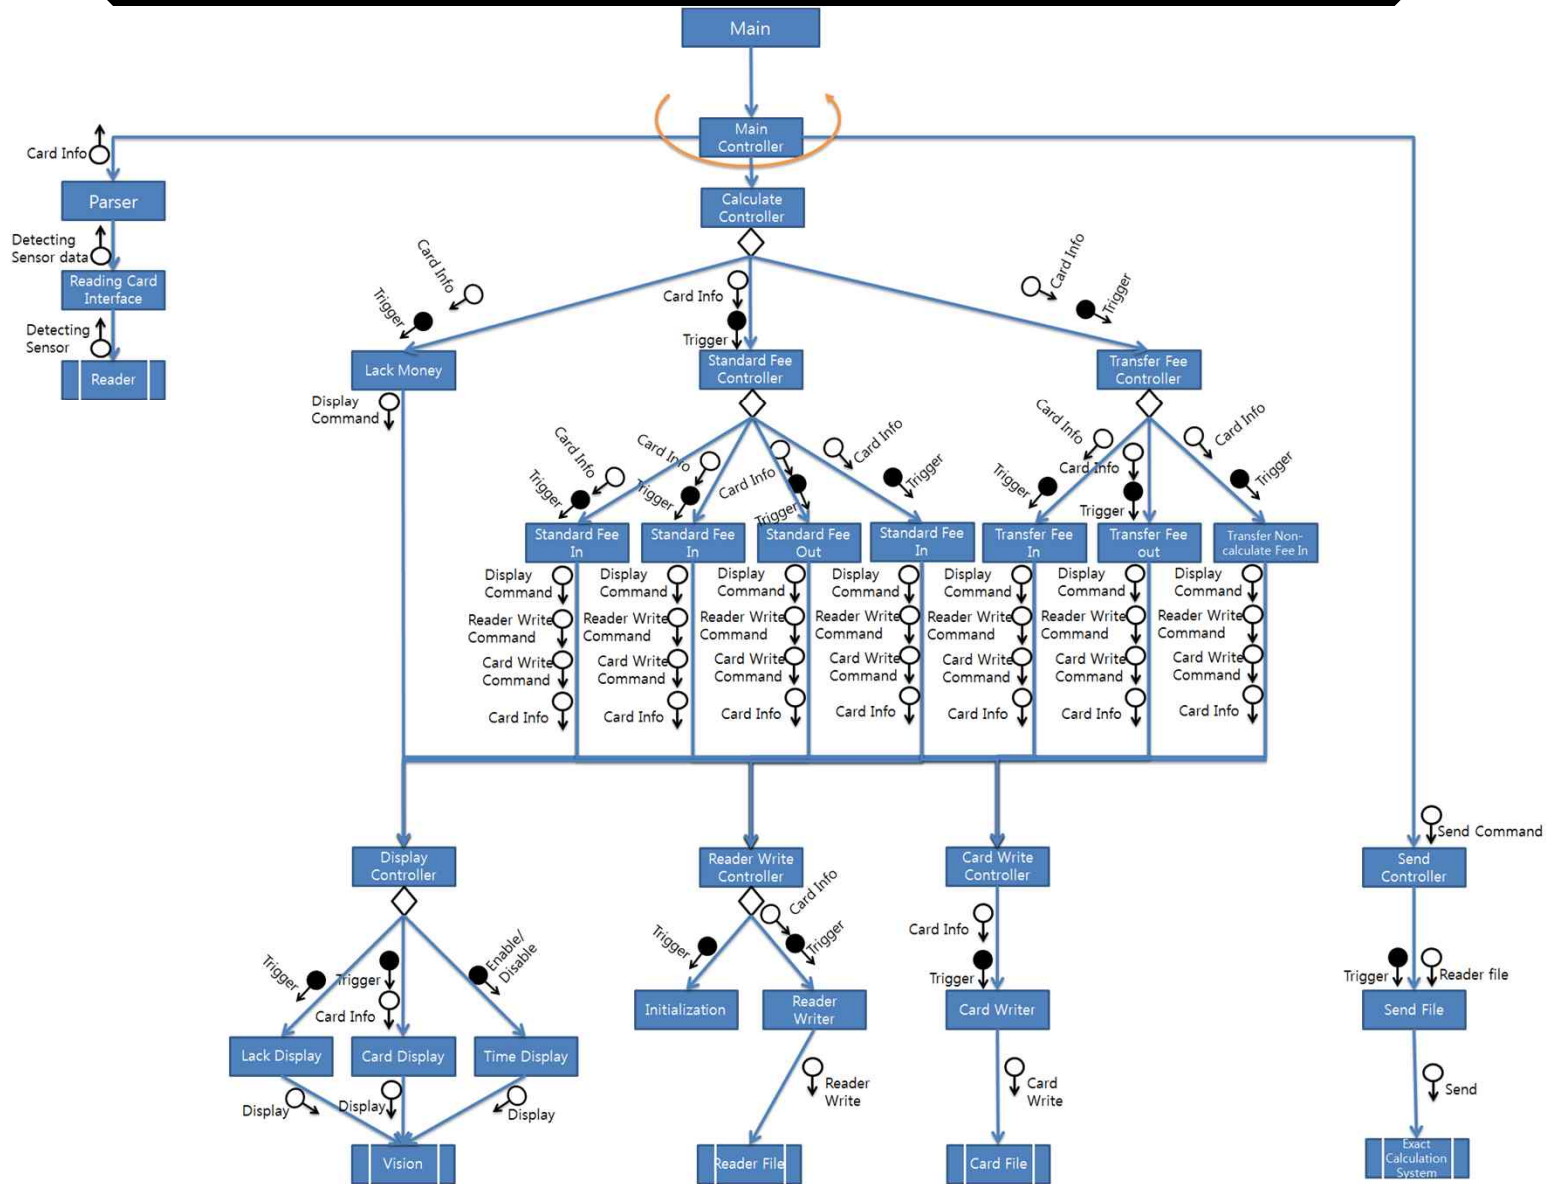 Main
Main
Controller
Card Info
Parser
Calculate
Controller
Detecting
Sensor data
Card Info
Card Info
Reading Card
Interface
Card Info
Trigger
Trigger
Detecting
Sensor
Trigger
Reader
Lack Money
Standard Fee
Controller
Transfer Fee
Controller
Display
Command
Card Info
Card Info
Card Info
Card Info
Card Info
Card Info
Card Info
Trigger
Trigger
Trigger
Trigger
Trigger
Trigger
Trigger
Standard Fee
In
Standard Fee
In
Standard Fee
Out
Standard Fee
In
Transfer Fee
In
Transfer Fee
out
Transfer Non-
calculate Fee In
Display
Command
Display
Command
Display
Command
Display
Command
Display
Command
Display
Command
Display
Command
Reader Write
Command
Reader Write
Command
Reader Write
Command
Reader Write
Command
Reader Write
Command
Reader Write
Command
Reader Write
Command
Card Write
Command
Card Write
Command
Card Write
Command
Card Write
Command
Card Write
Command
Card Write
Command
Card Write
Command
Card Info
Card Info
Card Info
Card Info
Card Info
Card Info
Card Info
Send Command
Display
Controller
Reader Write
Controller
Card Write
Controller
Send
Controller
Trigger
Trigger
Card Info
Enable/
Disable
Trigger
Card Info
Trigger
Card Info
Trigger
Trigger
Reader file
Initialization
Reader
Writer
Card Writer
Send File
Lack Display
Card Display
Time Display
Display
Display
Display
Reader
Write
Card
Write
Send
Vision
Reader File
Card File
Exact
Calculation
System